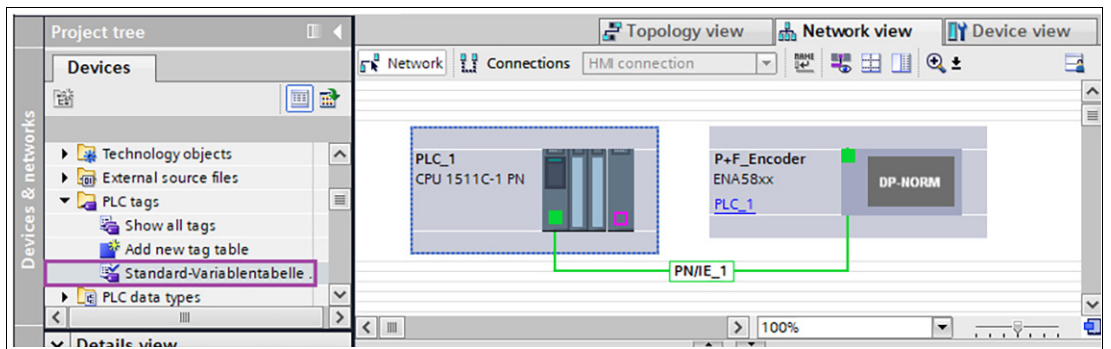 Project tree
Topology view
Network view
Device view
Devices
Network
Connections
HMI connection
Devices & networks
Technology objects
External source files
PLC tags
Show all tags
Add new tag table
Standard-Variablentabelle .
PLC data types
Details view
PLC_1
CPU 1511C-1 PN
P+F_Encoder
ENA58xx
PLC_1
DP-NORM
PN/IE_1
100%